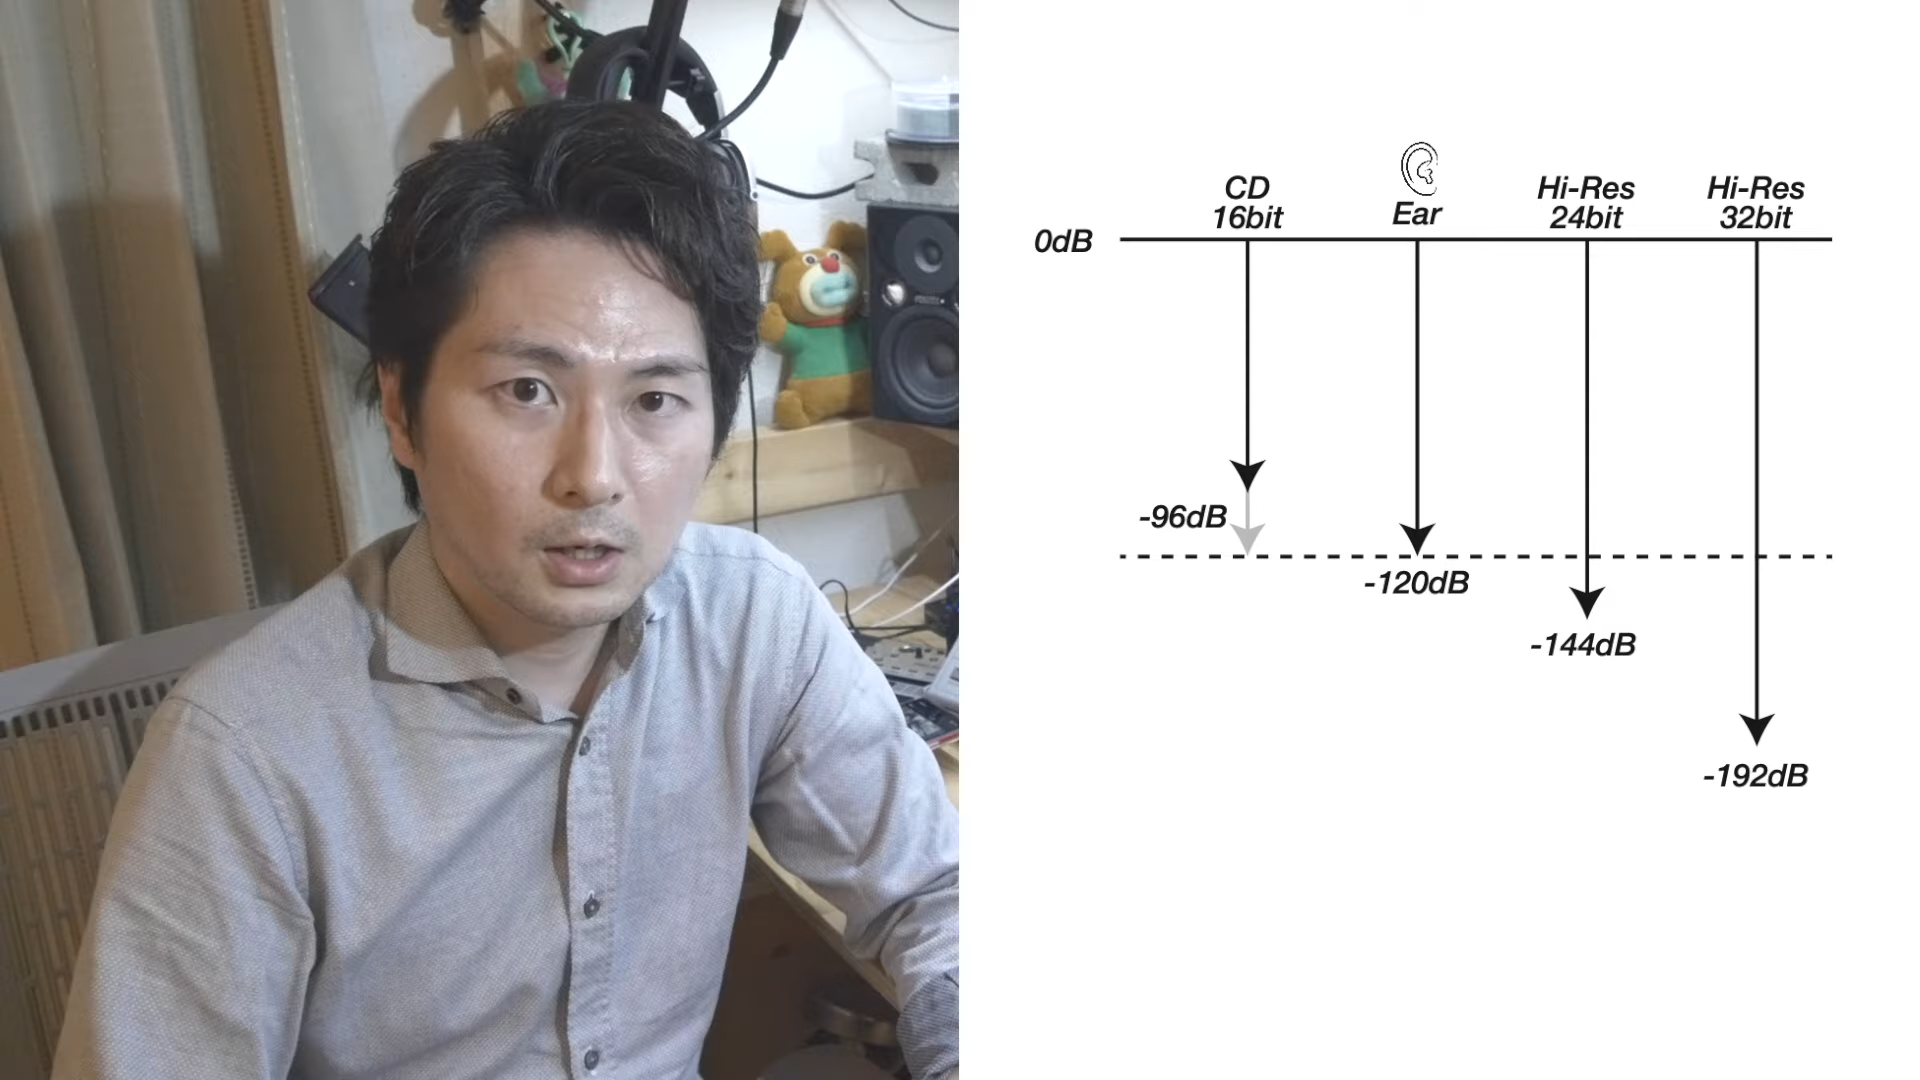 CD
16bit
Ear
Hi-Res
24bit
Hi-Res
32bit
0dB
-96dB
-120dB
-144dB
-192dB